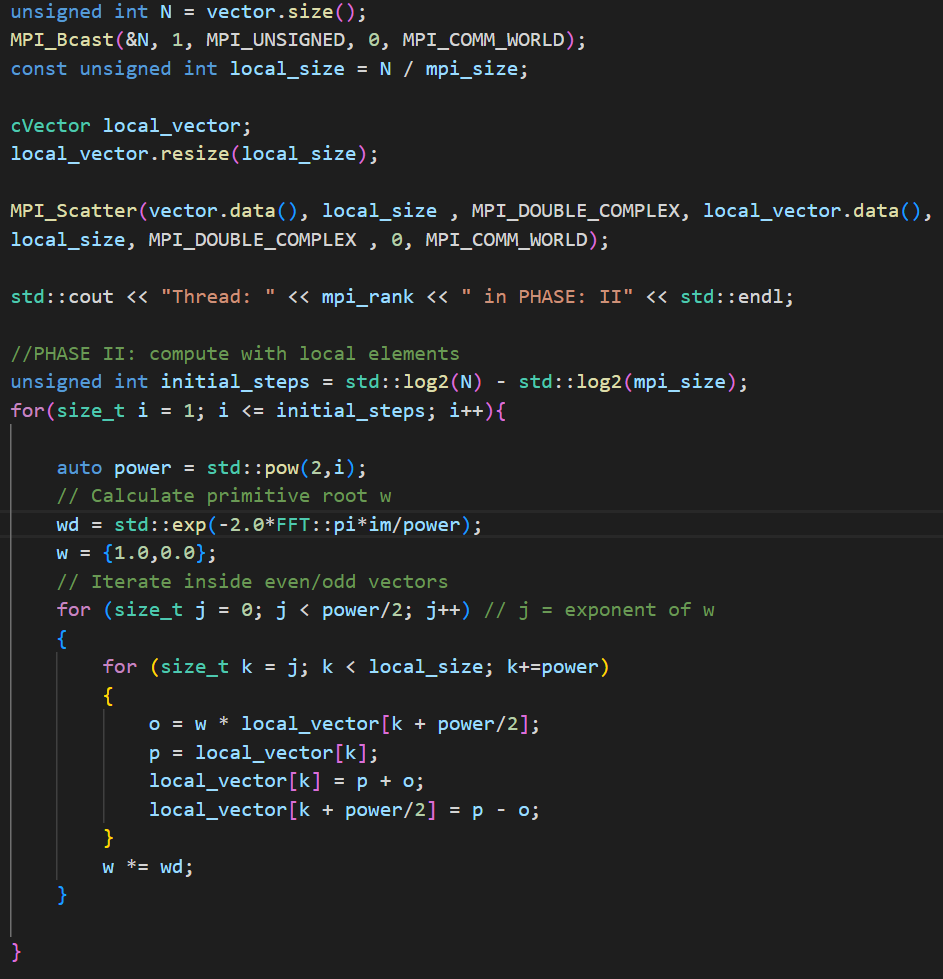 unsigned int N = vector.size();
MPI_Bcast(&N, 1, MPI_UNSIGNED, 0, MPI_COMM_WORLD);
const unsigned int local_size = N / mpi_size;
cVector local_vector;
local_vector.resize(local_size);
MPI_Scatter(vector.data(), local_size , MPI_DOUBLE_COMPLEX, local_vector.data(),
local_size, MPI_DOUBLE_COMPLEX , 0, MPI_COMM_WORLD);
std::cout << "Thread: " << mpi_rank << " in PHASE: II" << std::endl;
//PHASE II: compute with local elements
unsigned int initial_steps = std::log2(N) - std::log2(mpi_size);
for(size_t i = 1; i <= initial_steps; i++){
auto power = std::pow(2,i);
// Calculate primitive root w
wd = std::exp(-2.0*FFT::pi*im/power);
w = {1.0,0.0};
// Iterate inside even/odd vectors
for (size_t j = 0; j < power/2; j++) // j = exponent of w
{
for (size_t k = j; k < local_size; k+=power)
{
o = w * local_vector[k + power/2];
p = local_vector[k];
local_vector[k] = p + o;
local_vector[k + power/2] = p - o;
}
w *= wd;
}
}